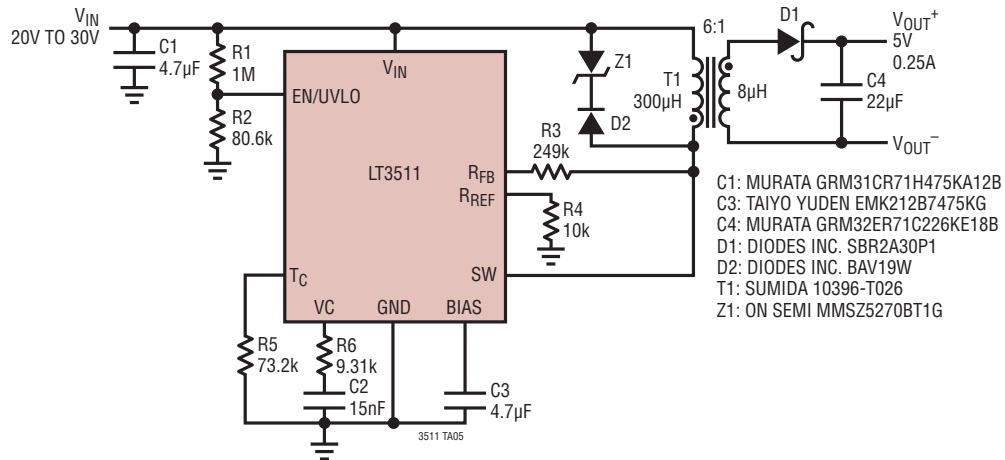 VIN
20V TO 30V
C1
4.7µF
R1
1M
R2
80.6k
VIN
EN/UVLO
LT3511
RFB
RREF
SW
TC
VC
GND
BIAS
Z1
D2
R3
249k
R4
10k
T1
300µH
6:1
8µH
D1
VOUT+
5V
0.25A
C4
22µF
VOUT–
R5
73.2k
R6
9.31k
C2
15nF
C3
4.7µF
3511 TA05
C1: MURATA GRM31CR71H475KA12B
C3: TAIYO YUDEN EMK212B7475KG
C4: MURATA GRM32ER71C226KE18B
D1: DIODES INC. SBR2A30P1
D2: DIODES INC. BAV19W
T1: SUMIDA 10396-T026
Z1: ON SEMI MMSZ5270BT1G